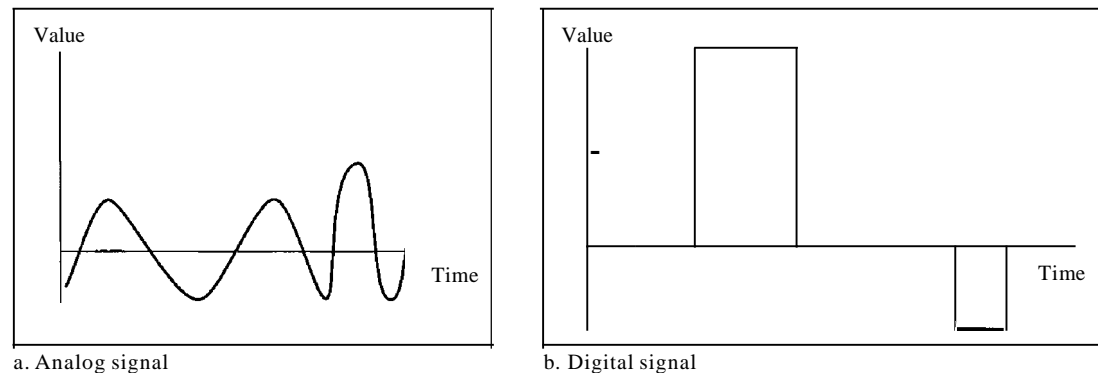 Value
Time
a. Analog signal
Value
Time
b. Digital signal